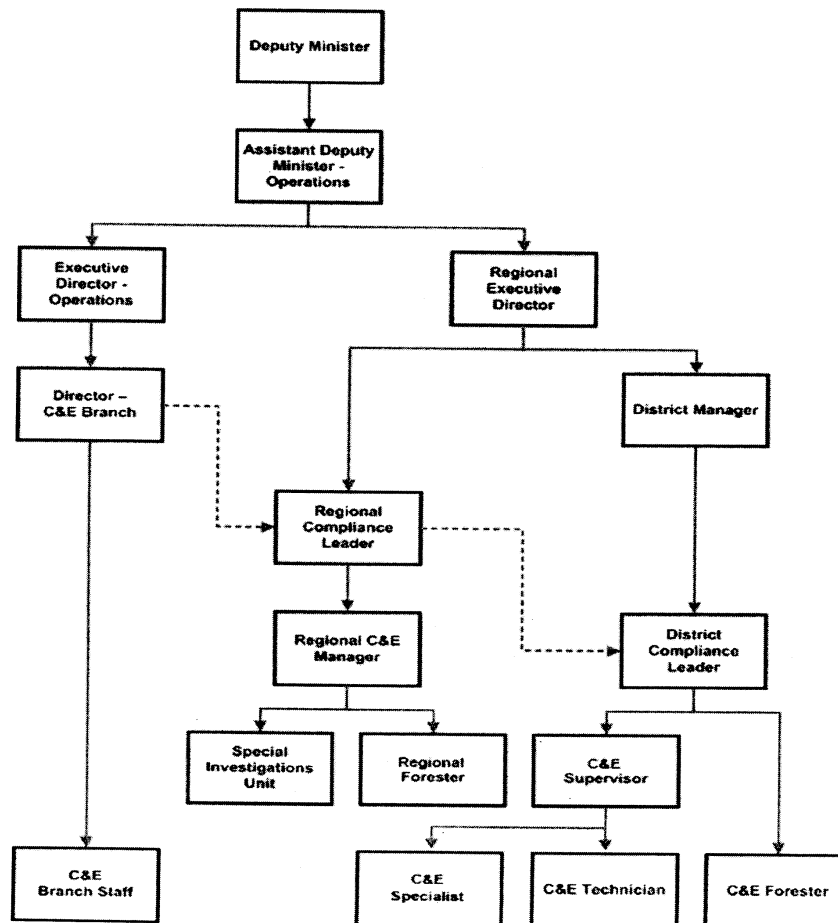 Deputy Minister
Assistant Deputy
Minister -
Operations
Executive
Director -
Operations
Regional
Executive
Director
Director –
C&E Branch
District Manager
Regional
Compliance
Leader
Regional C&E
Manager
District
Compliance
Leader
Special
Investigations
Unit
Regional
Forester
C&E
Supervisor
C&E
Branch Staff
C&E
Specialist
C&E Technician
C&E Forester